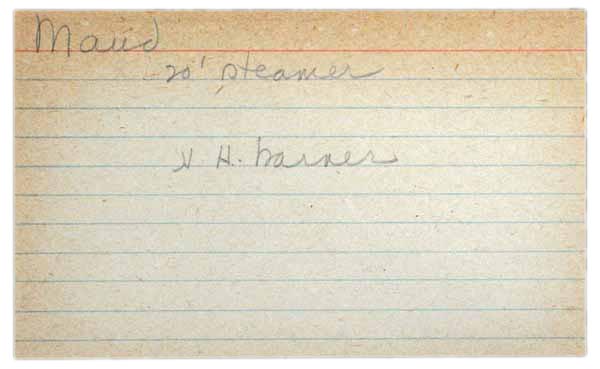 Maud
20' steamer
H. Warner